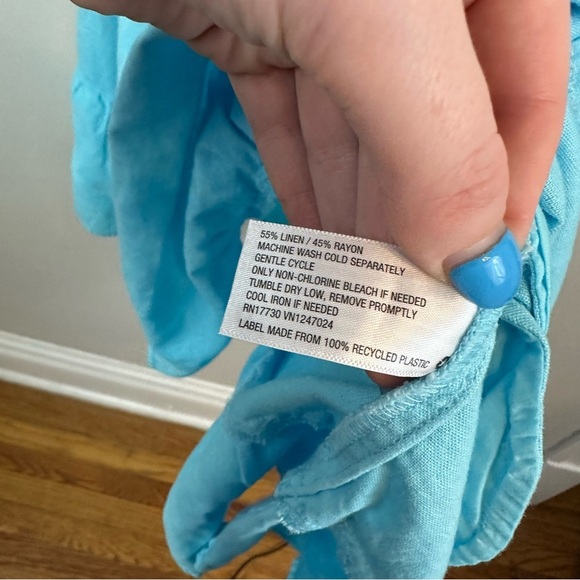 55% LINEN / 45% RAYON
MACHINE WASH COLD SEPARATELY
GENTLE CYCLE
ONLY NON-CHLORINE BLEACH IF NEEDED
TUMBLE DRY LOW, REMOVE PROMPTLY
COOL IRON IF NEEDED
RN17730 VN1247024
LABEL MADE FROM 100% RECYCLED PLASTIC